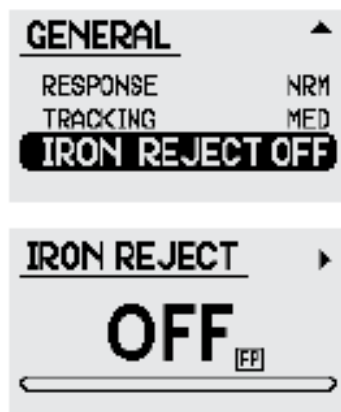 GENERAL
RESPONSE NRM
TRACKING MED
IRON REJECT OFF
IRON REJECT
OFF FP